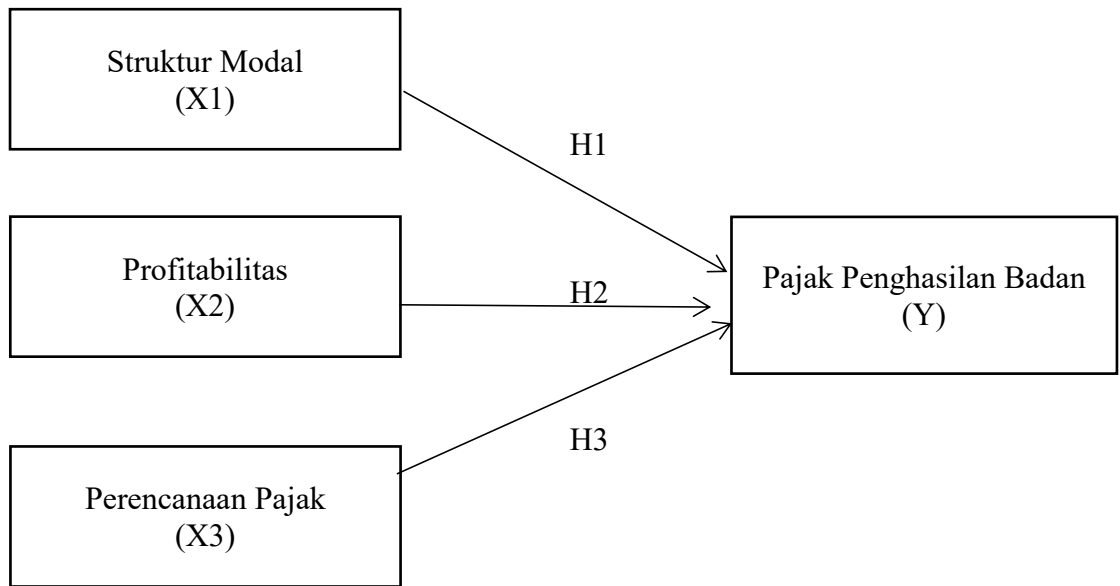 Struktur Modal
(X1)
H1
Profitabilitas
(X2)
H2
Pajak Penghasilan Badan
(Y)
H3
Perencanaan Pajak
(X3)